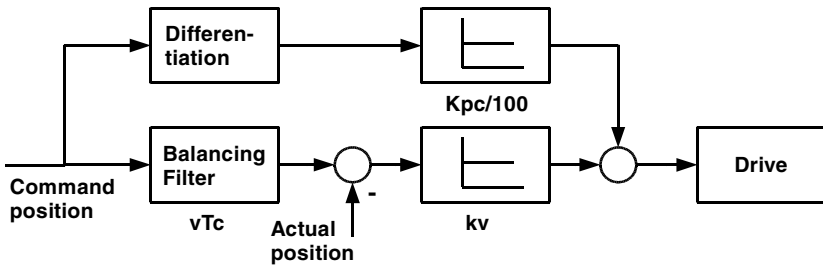 Differen-
tiation
Kpc/100
Balancing
Filter
vTc
Command
position
-
Actual
position
kv
Drive